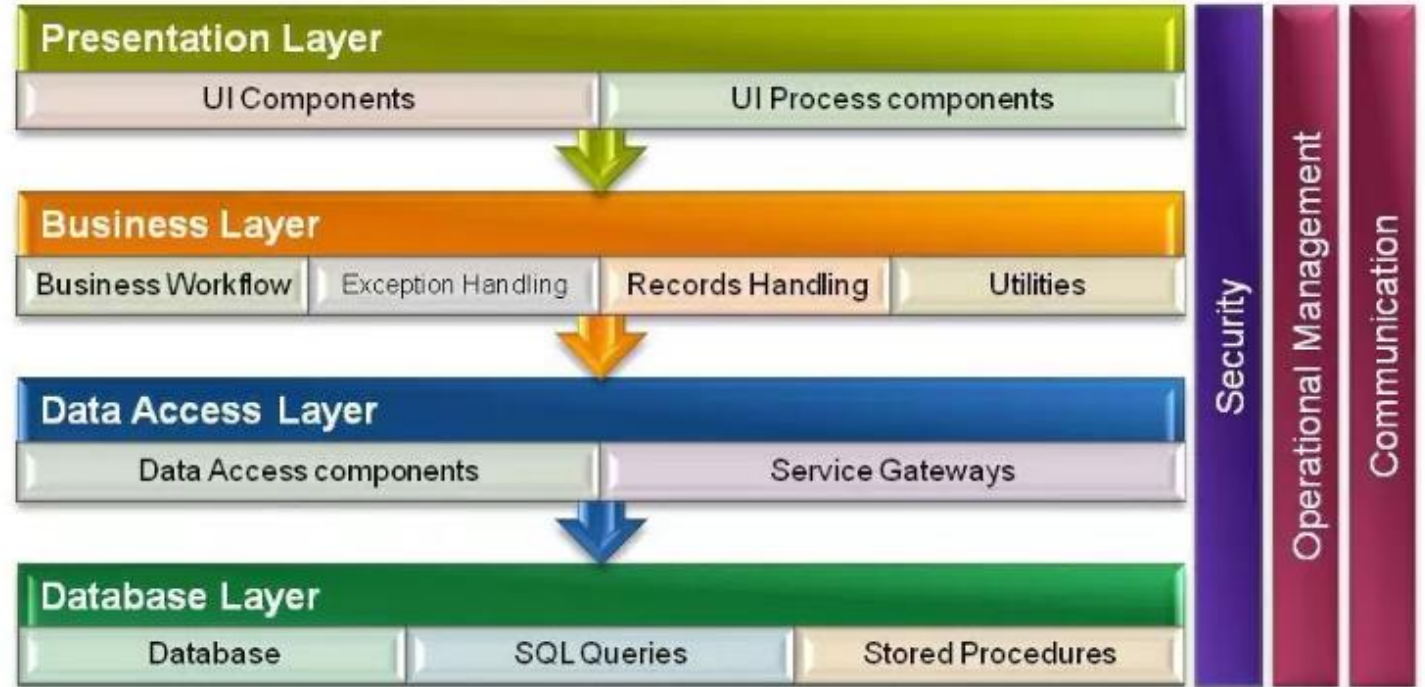 Presentation Layer
UI Components
UI Process components
Business Layer
Business Workflow
Exception Handling
Records Handling
Utilities
Data Access Layer
Data Access components
Service Gateways
Database Layer
Database
SQL Queries
Stored Procedures
Security
Operational Management
Communication